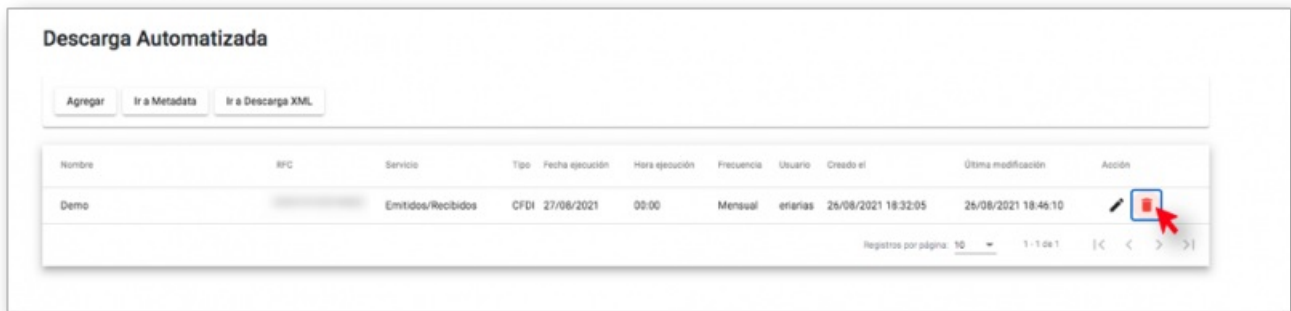 Descarga Automatizada
Agregar Ir a Metadata Ir a Descarga XML
Nombre RFC Servicio Tipo Fecha ejecución Hora ejecución Frecuencia Usuario Creado el Última modificación Acción
Demo Emitidos/Recibidos CFDI 27/08/2021 00:00 Mensual eriarias 26/08/2021 18:32:05 26/08/2021 18:46:10
Registros por página: 10 1-1 de 1